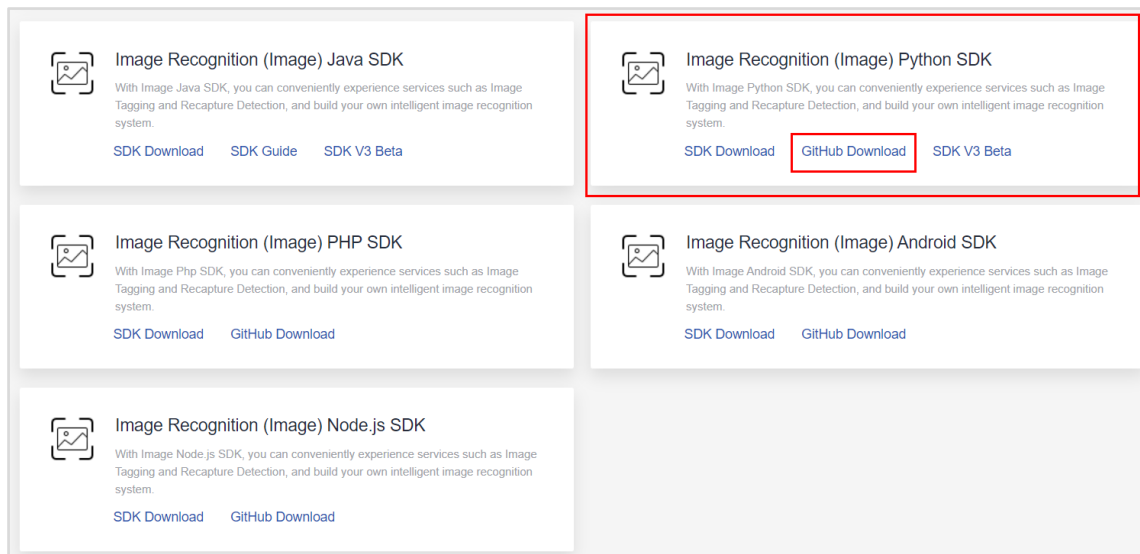 Image Recognition (Image) Java SDK
With Image Java SDK, you can conveniently experience services such as Image
Tagging and Recapture Detection, and build your own intelligent image recognition
system.
SDK Download SDK Guide SDK V3 Beta
Image Recognition (Image) Python SDK
With Image Python SDK, you can conveniently experience services such as Image
Tagging and Recapture Detection, and build your own intelligent image recognition
system.
SDK Download GitHub Download SDK V3 Beta
Image Recognition (Image) PHP SDK
With Image Php SDK, you can conveniently experience services such as Image
Tagging and Recapture Detection, and build your own intelligent image recognition
system.
SDK Download GitHub Download
Image Recognition (Image) Android SDK
With Image Android SDK, you can conveniently experience services such as Image
Tagging and Recapture Detection, and build your own intelligent image recognition
system.
SDK Download GitHub Download
Image Recognition (Image) Node.js SDK
With Image Node.js SDK, you can conveniently experience services such as Image
Tagging and Recapture Detection, and build your own intelligent image recognition
system.
SDK Download GitHub Download